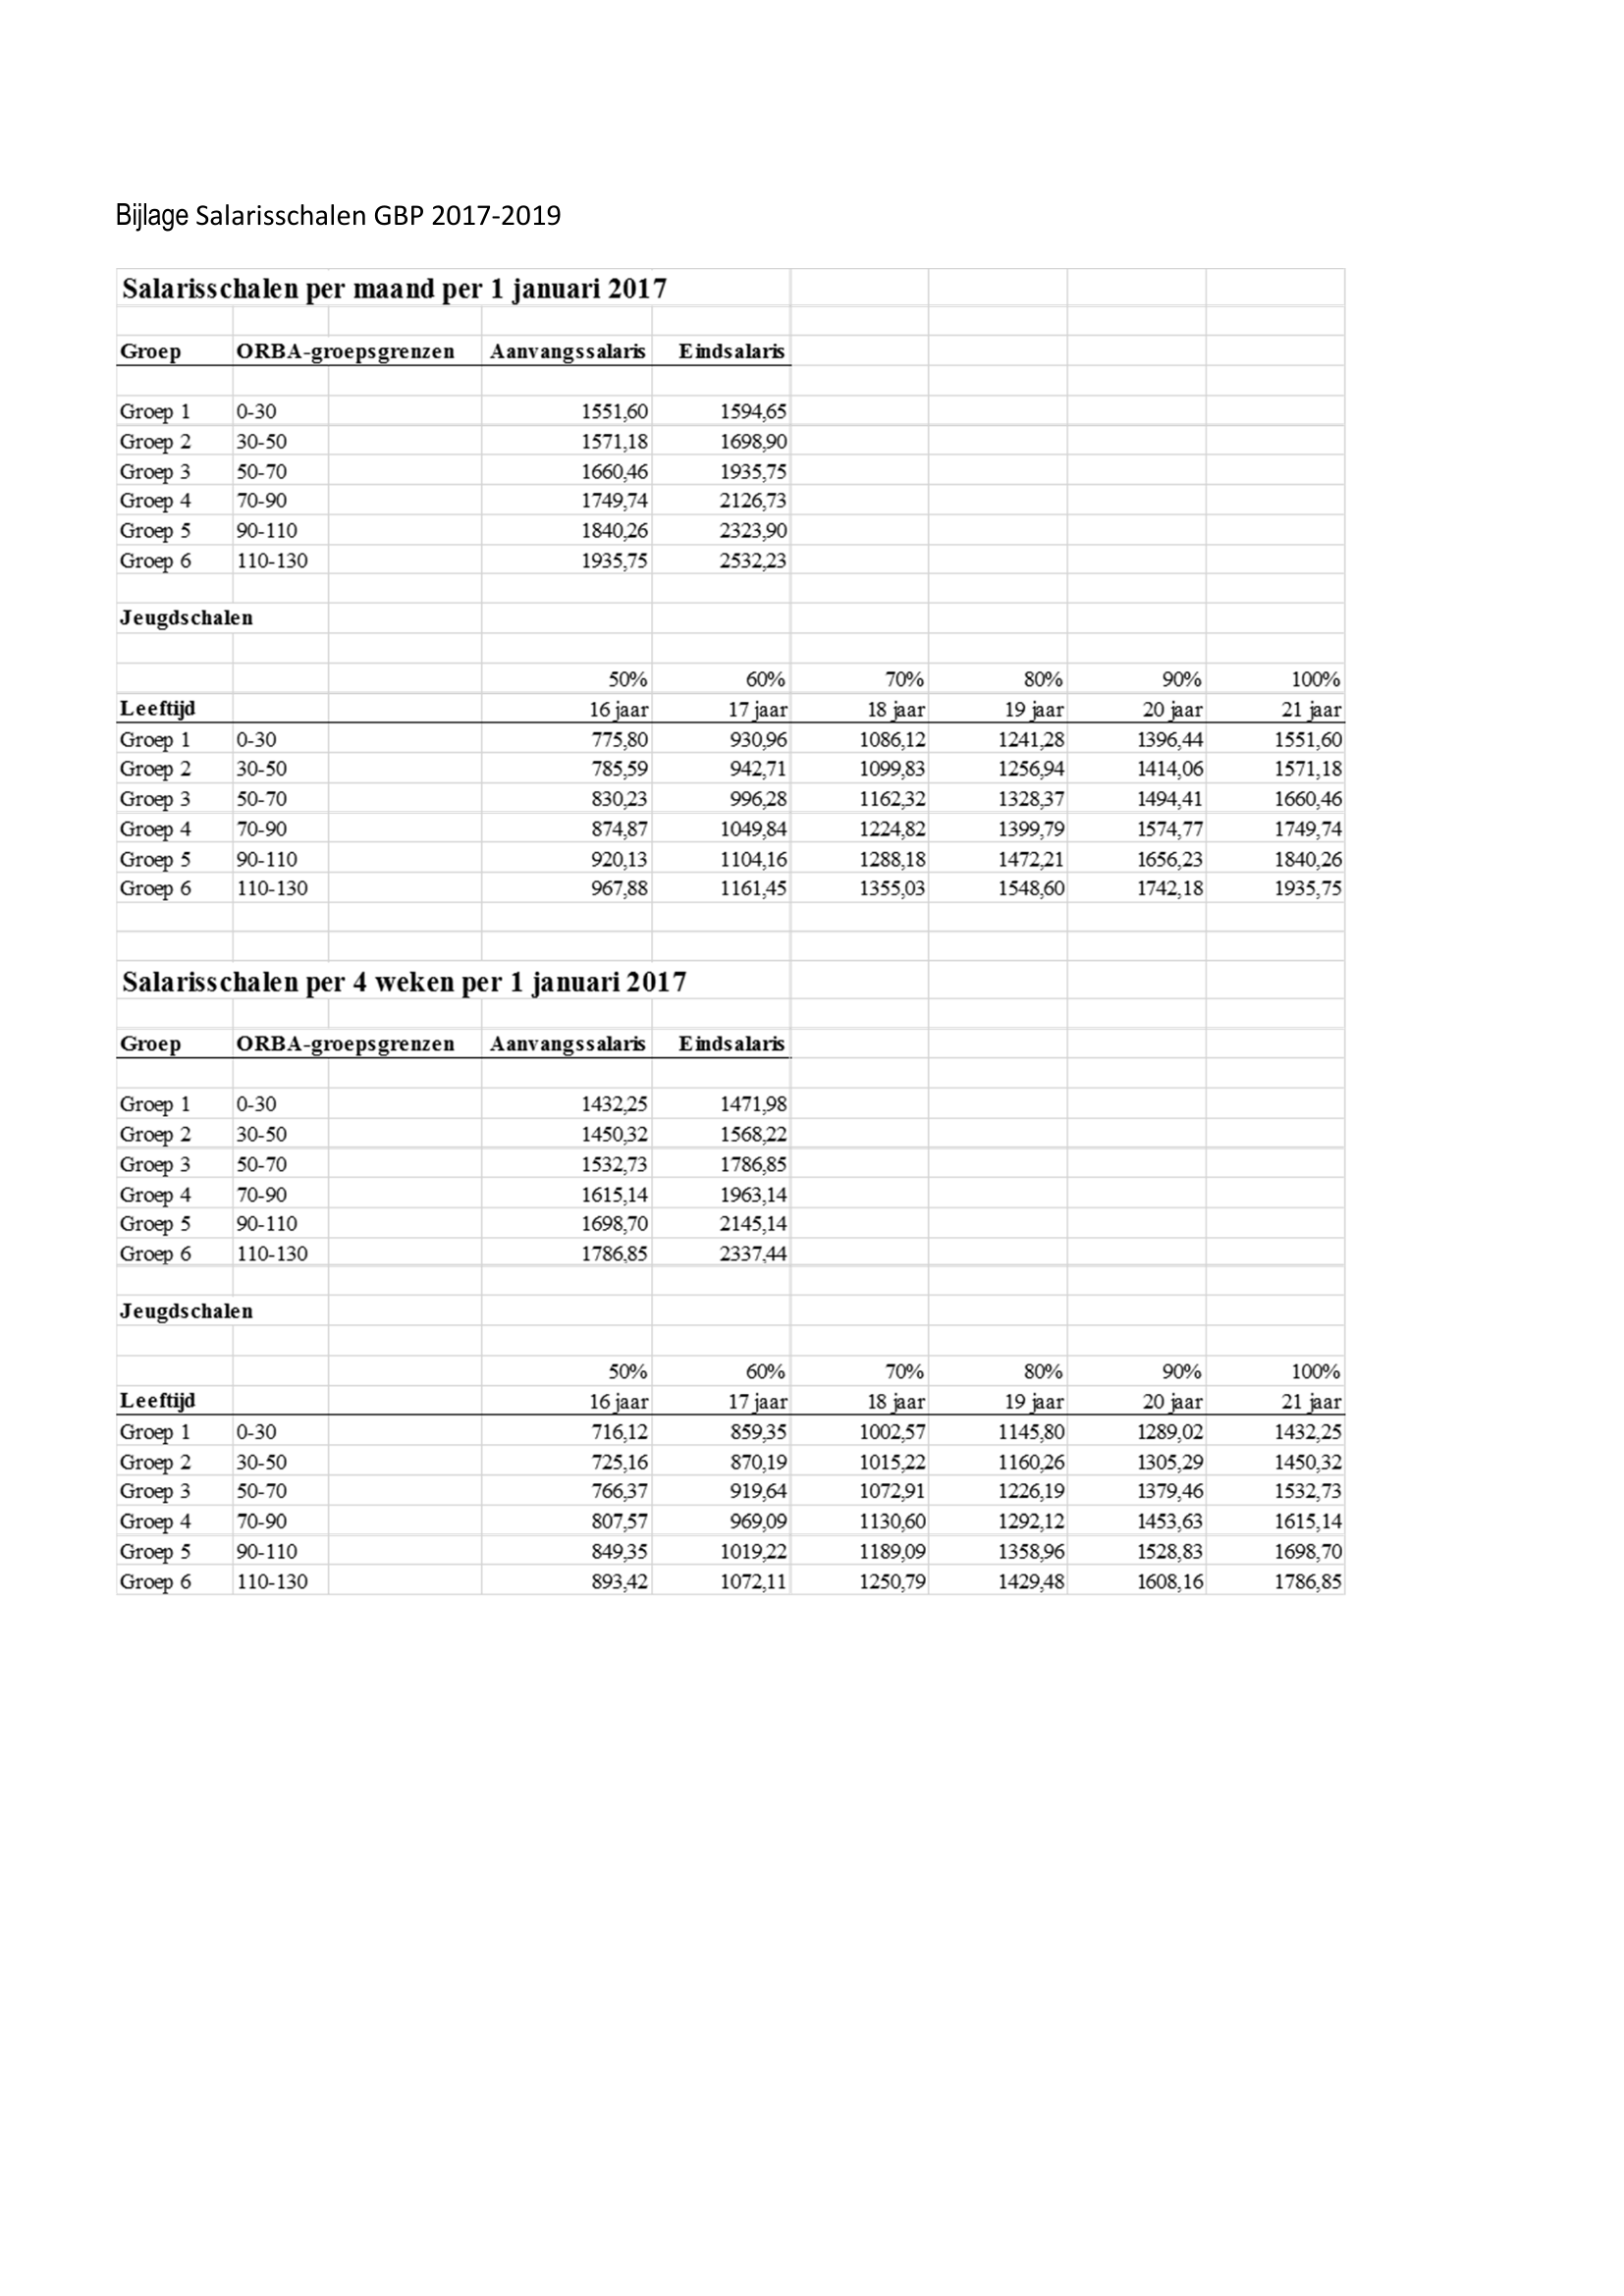 Bijlage Salarisschalen GBP 2017-2019
Salarisschalen per maand per 1 januari 2017
Groep ORBA-groepsgrenzen Aanvangssalaris Eindsalaris
Groep 1 0-30 1551,60 1594,65
Groep 2 30-50 1571,18 1698,90
Groep 3 50-70 1660,46 1935,75
Groep 4 70-90 1749,74 2126,73
Groep 5 90-110 1840,26 2323,90
Groep 6 110-130 1935,75 2532,23
Jeugdschalen
50% 60% 70% 80% 90% 100%
Leeftijd 16 jaar 17 jaar 18 jaar 19 jaar 20 jaar 21 jaar
Groep 1 0-30 775,80 930,96 1086,12 1241,28 1396,44 1551,60
Groep 2 30-50 785,59 942,71 1099,83 1256,94 1414,06 1571,18
Groep 3 50-70 830,23 996,28 1162,32 1328,37 1494,41 1660,46
Groep 4 70-90 874,87 1049,84 1224,82 1399,79 1574,77 1749,74
Groep 5 90-110 920,13 1104,16 1288,18 1472,21 1656,23 1840,26
Groep 6 110-130 967,88 1161,45 1355,03 1548,60 1742,18 1935,75
Salarisschalen per 4 weken per 1 januari 2017
Groep ORBA-groepsgrenzen Aanvangssalaris Eindsalaris
Groep 1 0-30 1432,25 1471,98
Groep 2 30-50 1450,32 1568,22
Groep 3 50-70 1532,73 1786,85
Groep 4 70-90 1615,14 1963,14
Groep 5 90-110 1698,70 2145,14
Groep 6 110-130 1786,85 2337,44
Jeugdschalen
50% 60% 70% 80% 90% 100%
Leeftijd 16 jaar 17 jaar 18 jaar 19 jaar 20 jaar 21 jaar
Groep 1 0-30 716,12 859,35 1002,57 1145,80 1289,02 1432,25
Groep 2 30-50 725,16 870,19 1015,22 1160,26 1305,29 1450,32
Groep 3 50-70 766,37 919,64 1072,91 1226,19 1379,46 1532,73
Groep 4 70-90 807,57 969,09 1130,60 1292,12 1453,63 1615,14
Groep 5 90-110 849,35 1019,22 1189,09 1358,96 1528,83 1698,70
Groep 6 110-130 893,42 1072,11 1250,79 1429,48 1608,16 1786,85